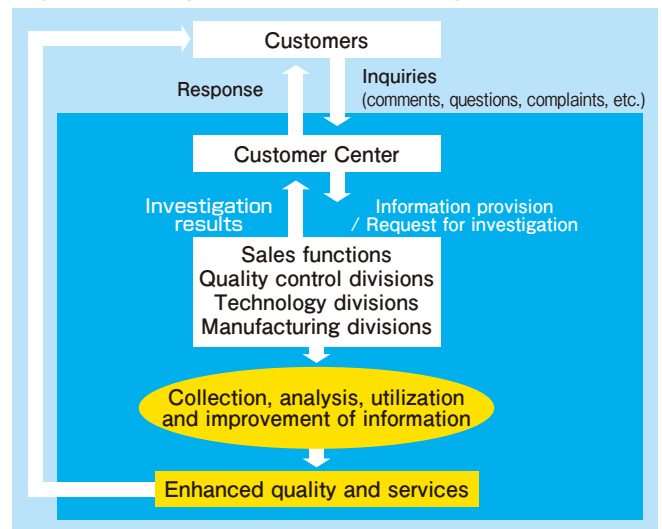 Customers
Response
Inquiries
(comments, questions, complaints, etc.)
Customer Center
Investigation
results
Information provision
/ Request for investigation
Sales functions
Quality control divisions
Technology divisions
Manufacturing divisions
Collection, analysis, utilization
and improvement of information
Enhanced quality and services